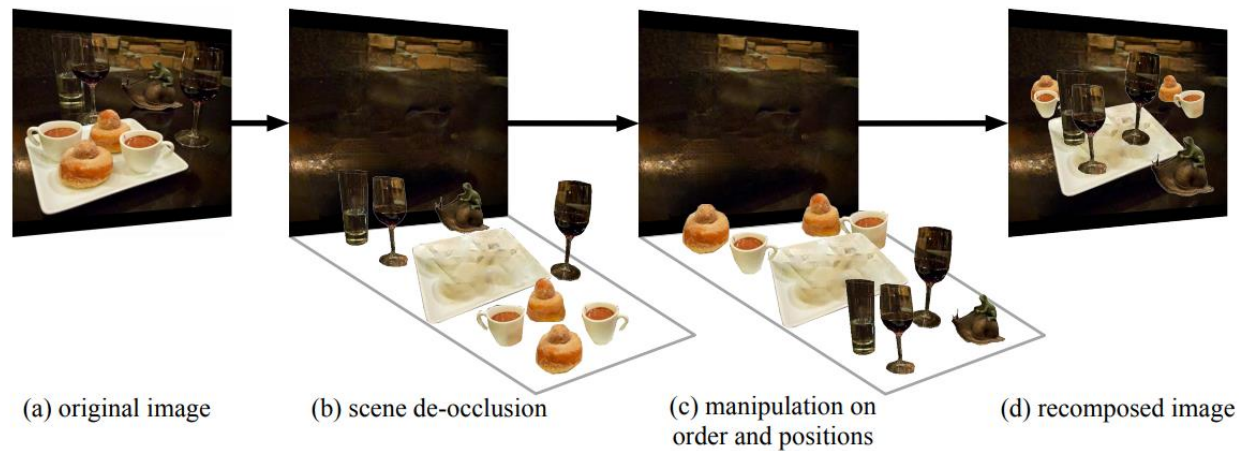 (a) original image
(b) scene de-occlusion
(c) manipulation on
order and positions
(d) recomposed image